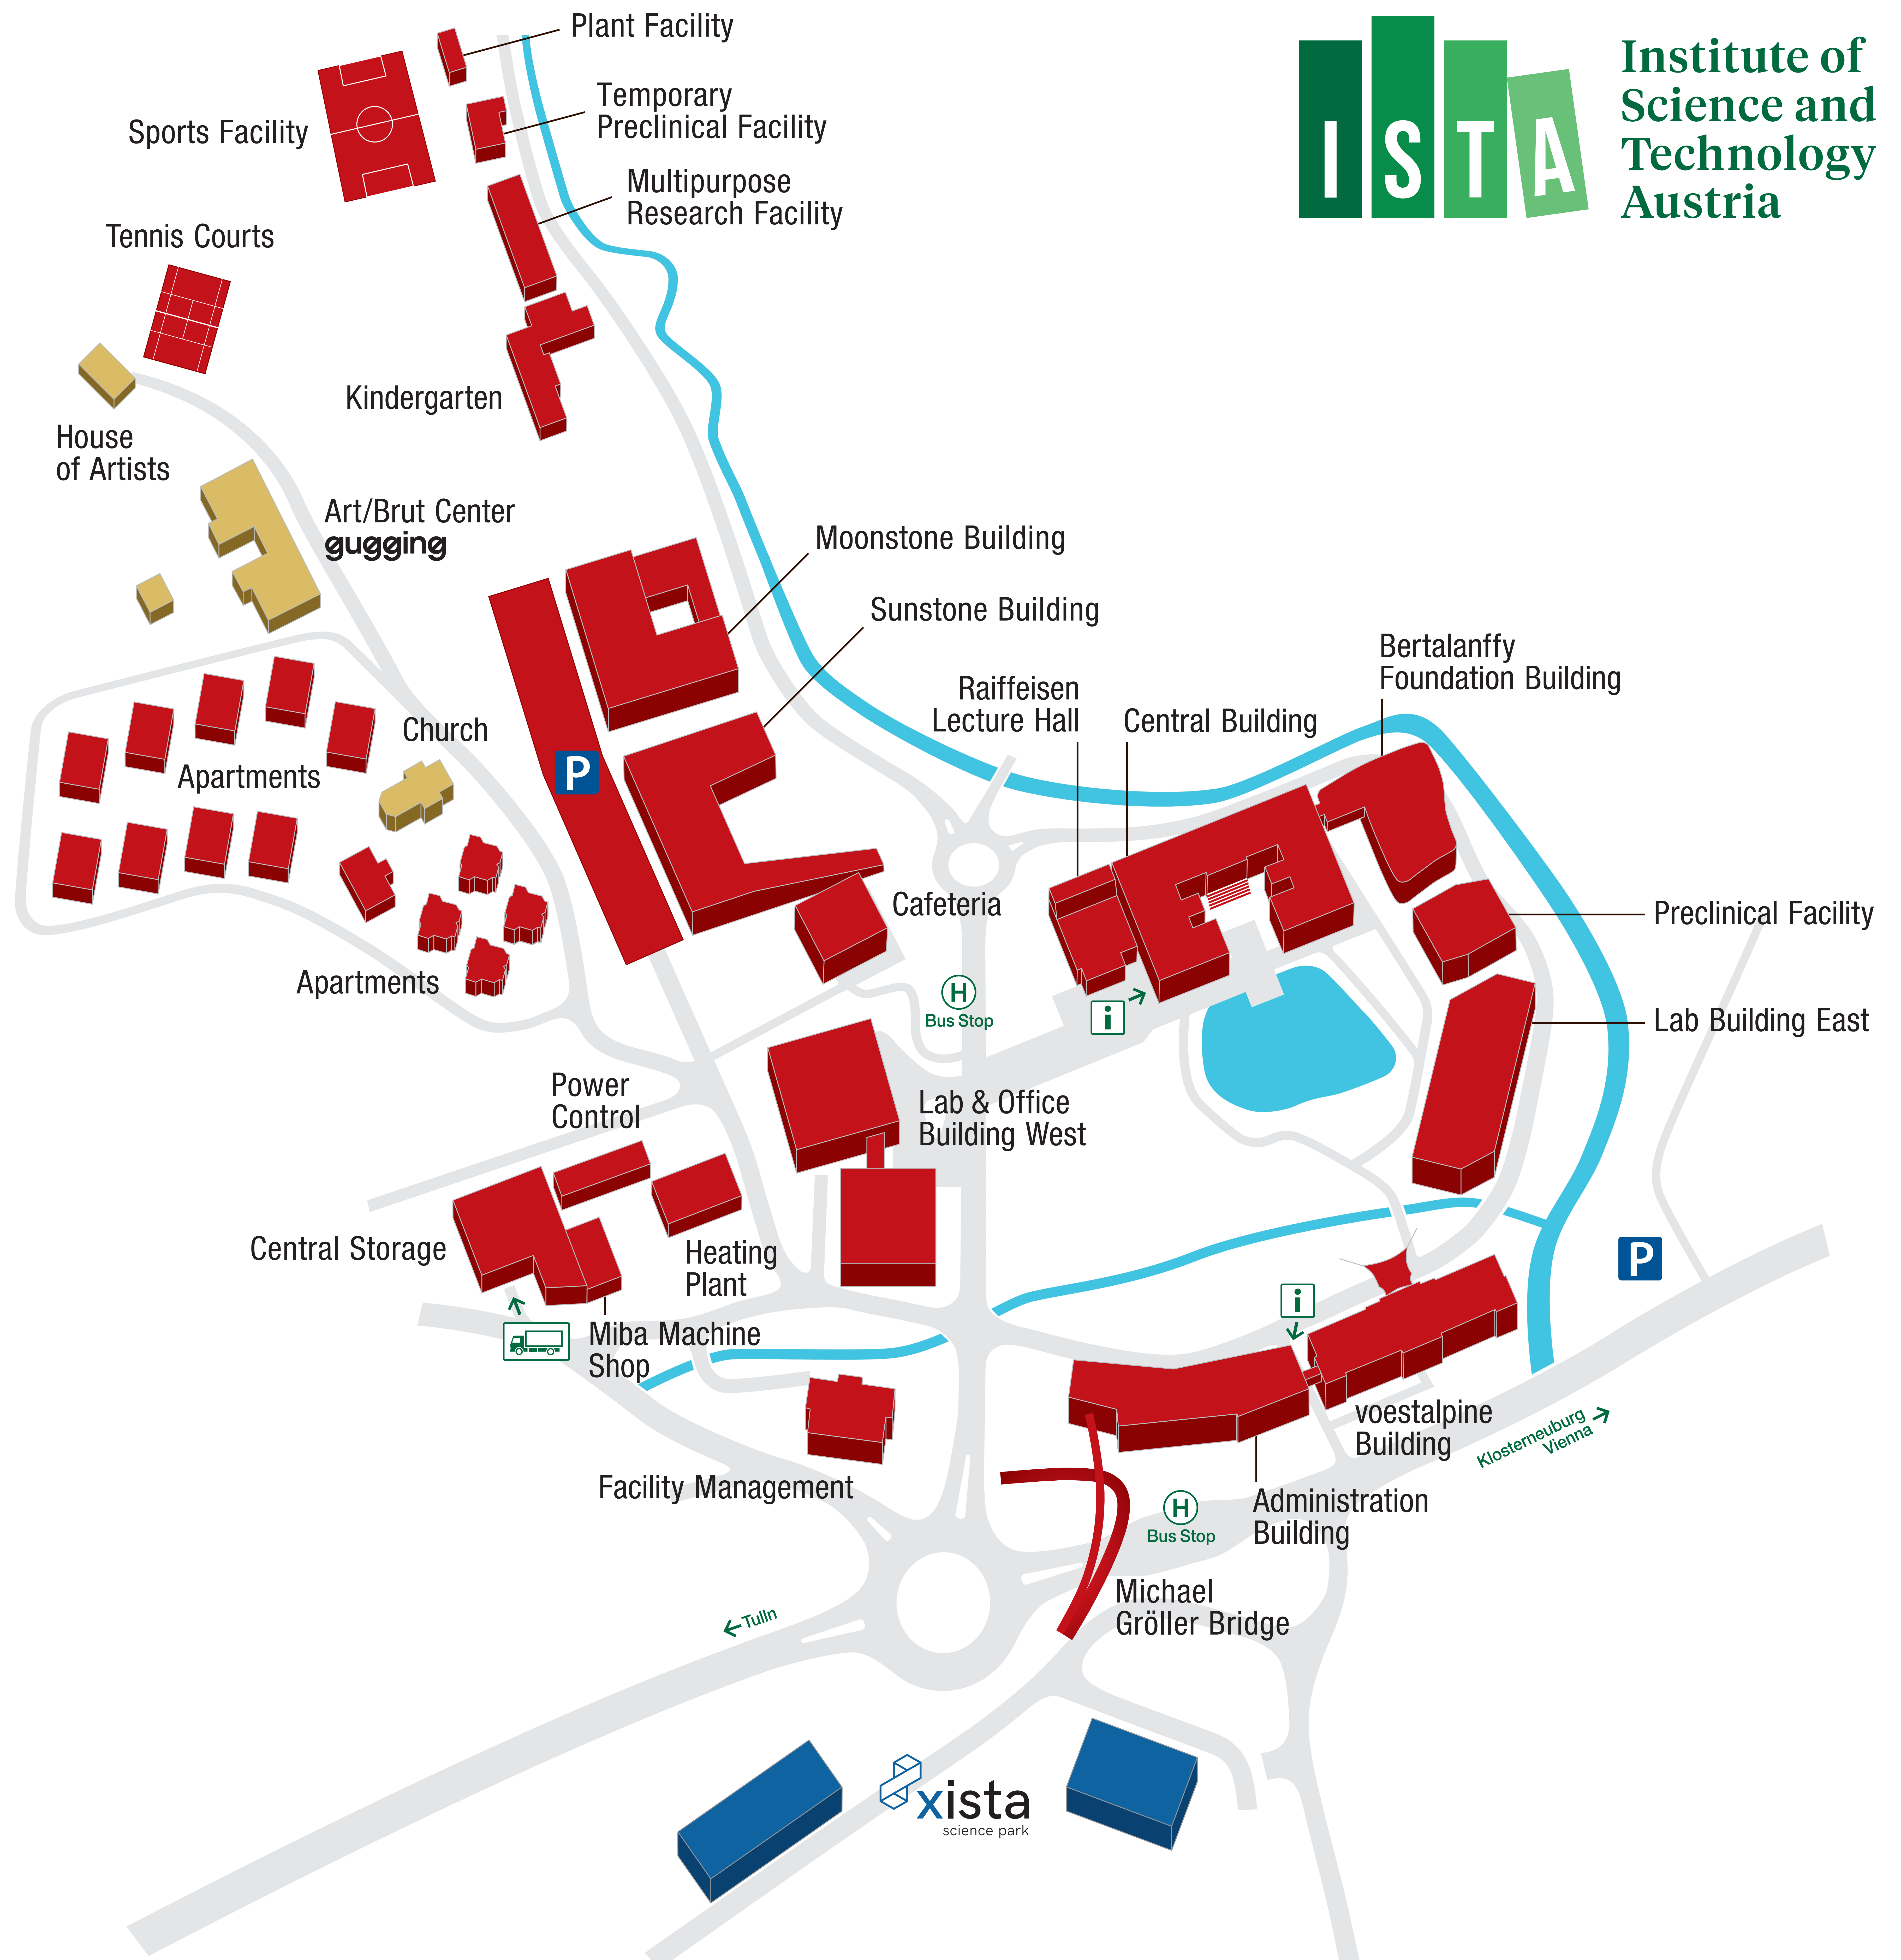 Plant Facility
Temporary
Preclinical Facility
Sports Facility
Multipurpose
Research Facility
Tennis Courts
Kindergarten
House
of Artists
Art/Brut Center
gugging
Moonstone Building
Sunstone Building
Bertalanffy
Foundation Building
Raiffeisen
Lecture Hall
Central Building
Church
Apartments
P
Cafeteria
Preclinical Facility
Apartments
H
Bus Stop
i
Lab Building East
Power
Control
Lab & Office
Building West
Central Storage
Heating
Plant
P
i
Miba Machine
Shop
voestalpine
Building
Klosterneuburg
Vienna
Facility Management
Administration
Building
H
Bus Stop
Michael
Gröller Bridge
Tulln
xista
science park
ISTA
Institute of
Science and
Technology
Austria